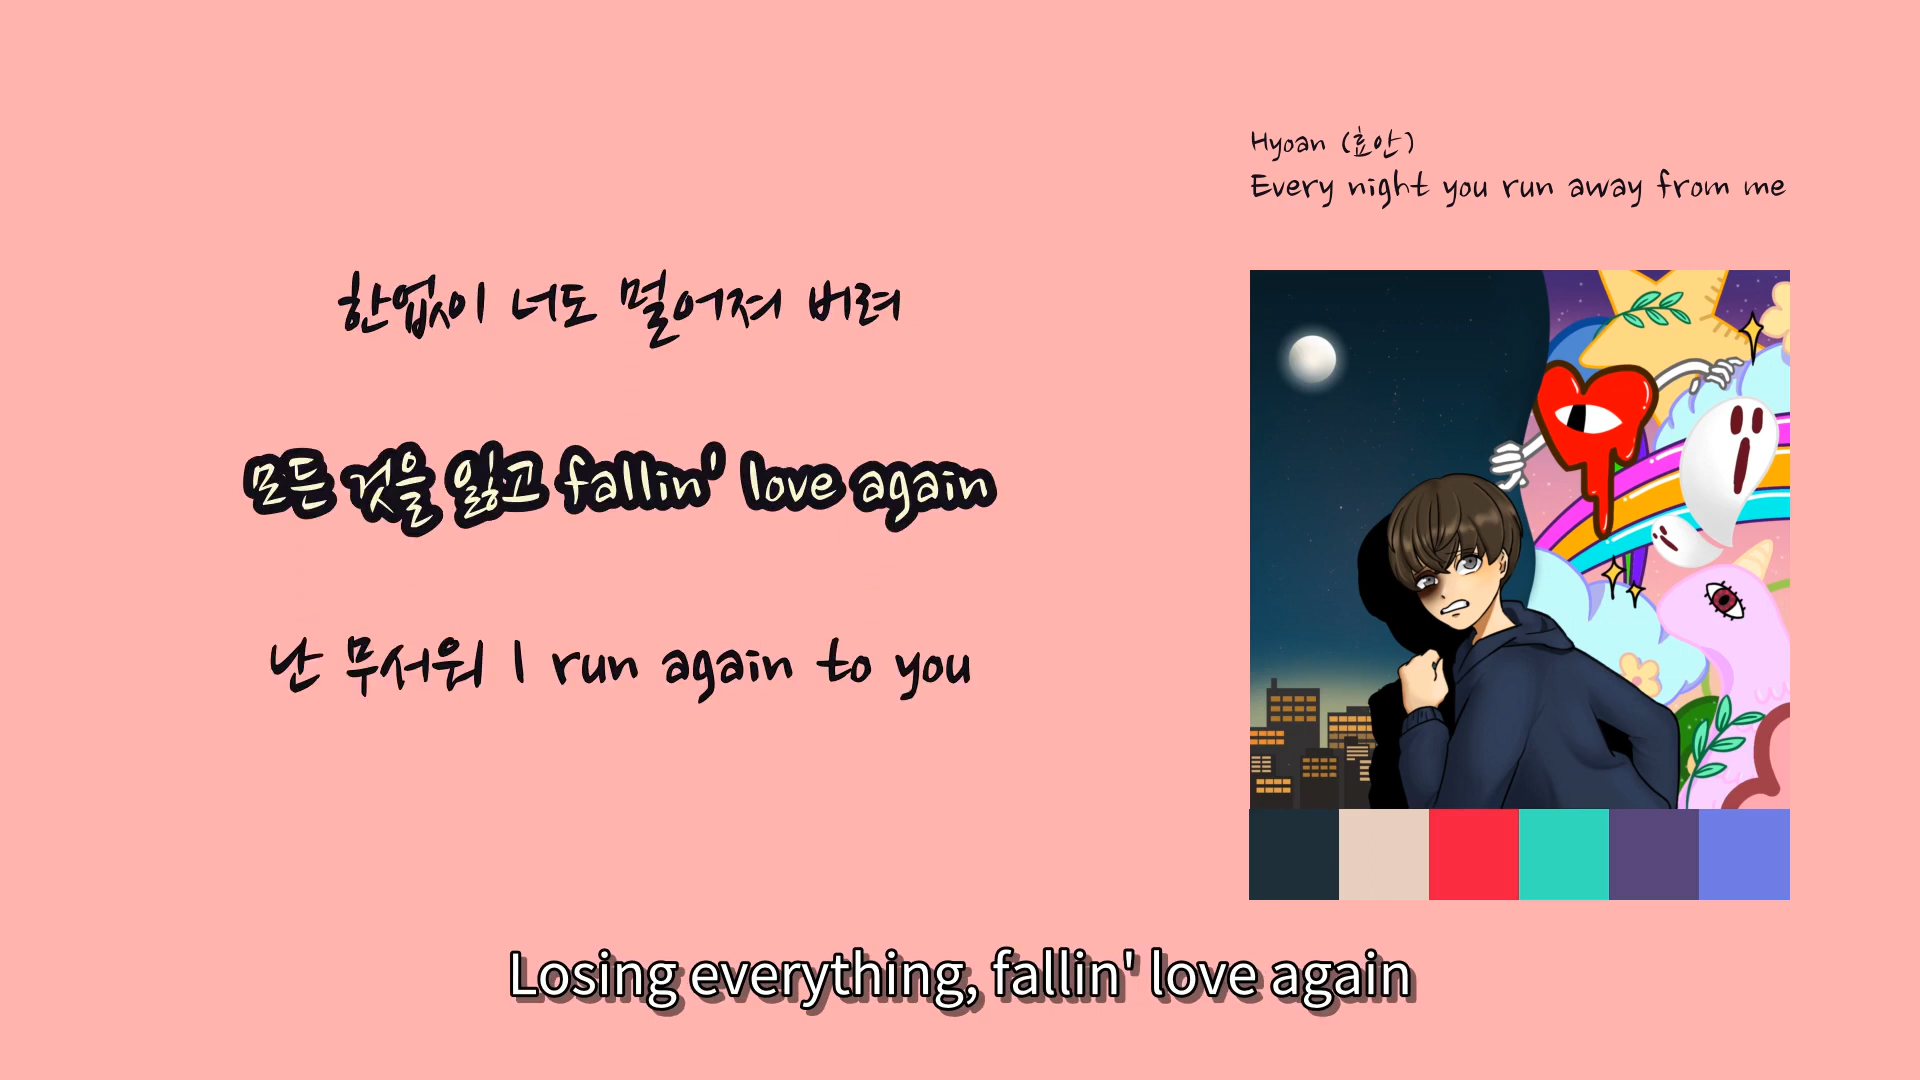 Hyoan (효안)
Every night you run away from me
한없이 너도 멀어져 버려
모든 것을 잃고 fallin' love again
난 무서워 I run again to you
Losing everything, fallin' love again